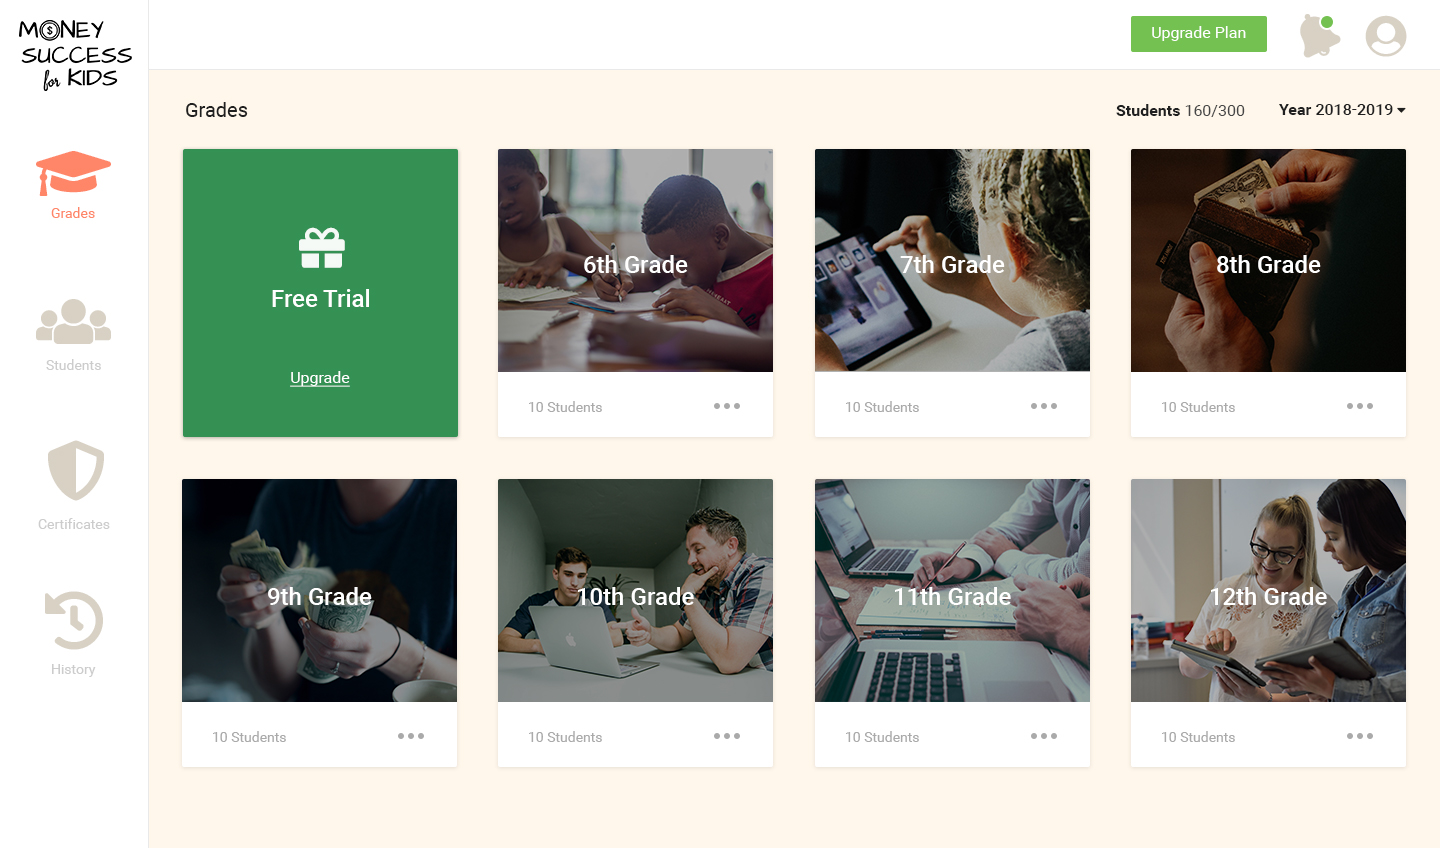 MONEY
SUCCESS
for KIDS
Upgrade Plan
Grades
Students 160/300
Year 2018-2019
Grades
Students
Certificates
History
Free Trial
Upgrade
6th Grade
10 Students
7th Grade
10 Students
8th Grade
10 Students
9th Grade
10 Students
10th Grade
10 Students
11th Grade
10 Students
12th Grade
10 Students